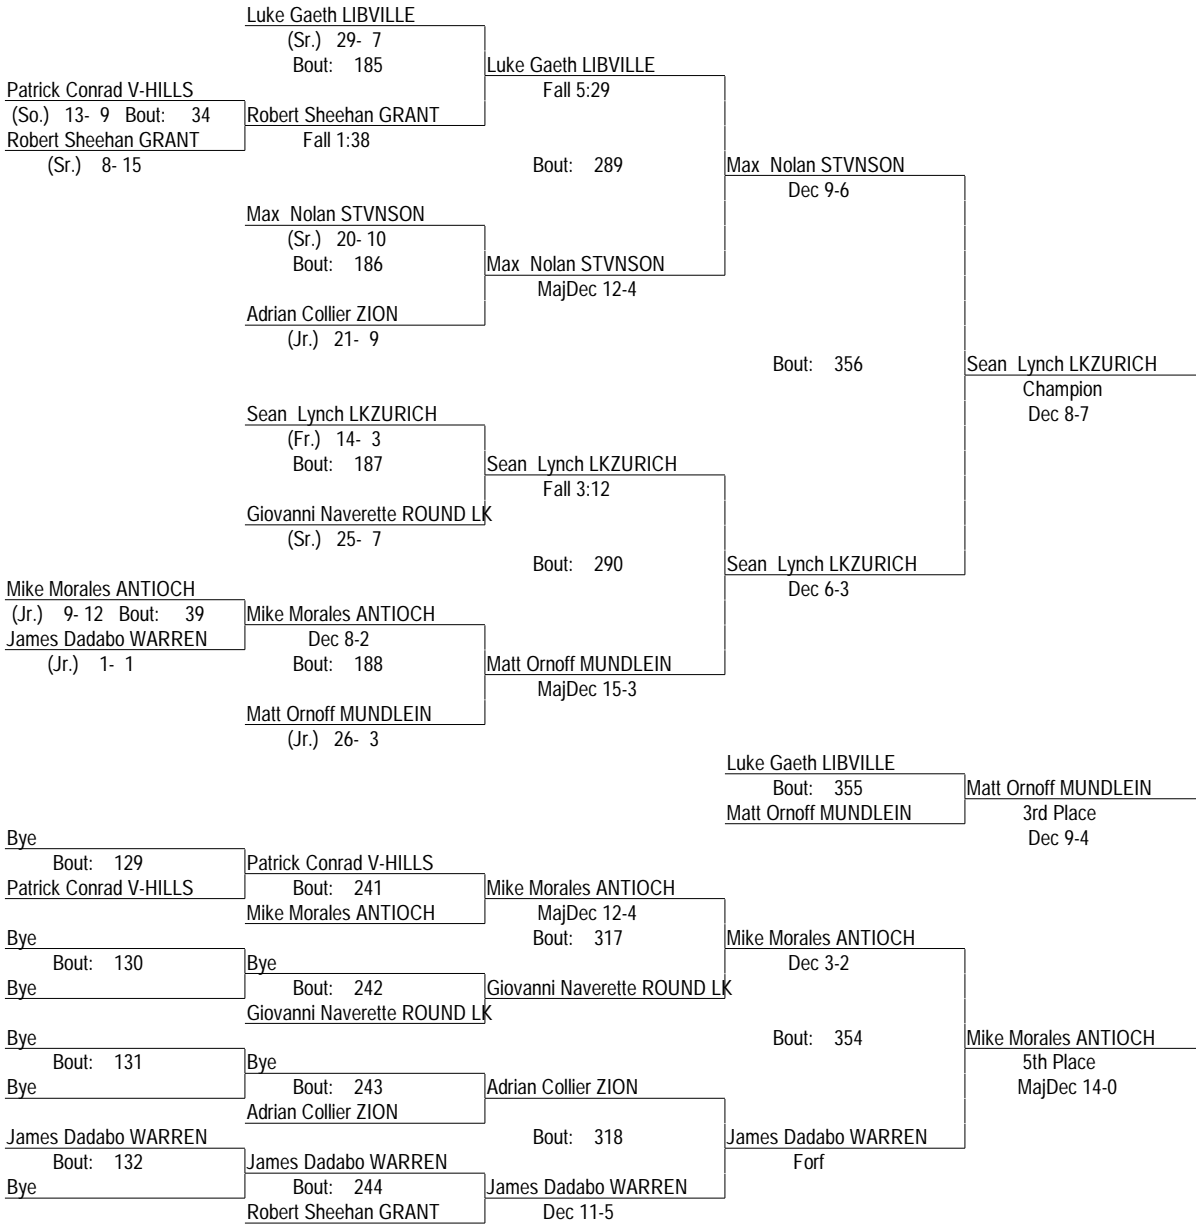 Luke Gaeth LIBVILLE
(Sr.) 29- 7
Bout: 185 Luke Gaeth LIBVILLE
Patrick Conrad V-HILLS Fall 5:29
(So.) 13- 9 Bout: 34 Robert Sheehan GRANT
Robert Sheehan GRANT Fall 1:38
(Sr.) 8- 15 Bout: 289 Max Nolan STVNSON
Dec 9-6
Max Nolan STVNSON
(Sr.) 20- 10
Bout: 186 Max Nolan STVNSON
MajDec 12-4
Adrian Collier ZION
(Jr.) 21- 9
Bout: 356 Sean Lynch LKZURICH
Champion
Sean Lynch LKZURICH Dec 8-7
(Fr.) 14- 3
Bout: 187 Sean Lynch LKZURICH
Fall 3:12
Giovanni Naverette ROUND LK
(Sr.) 25- 7
Bout: 290 Sean Lynch LKZURICH
Mike Morales ANTIOCH Dec 6-3
(Jr.) 9- 12 Bout: 39 Mike Morales ANTIOCH
James Dadabo WARREN Dec 8-2
(Jr.) 1- 1 Bout: 188 Matt Ornoff MUNDLEIN
MajDec 15-3
Matt Ornoff MUNDLEIN
(Jr.) 26- 3
Luke Gaeth LIBVILLE
Bout: 355 Matt Ornoff MUNDLEIN
Matt Ornoff MUNDLEIN 3rd Place
Bye Dec 9-4
Bout: 129 Patrick Conrad V-HILLS
Patrick Conrad V-HILLS Bout: 241 Mike Morales ANTIOCH
Mike Morales ANTIOCH MajDec 12-4
Bye Bout: 317 Mike Morales ANTIOCH
Bout: 130 Bye Dec 3-2
Bye Bout: 242 Giovanni Naverette ROUND LK
Giovanni Naverette ROUND LK
Bye Bout: 354 Mike Morales ANTIOCH
Bout: 131 Bye 5th Place
Bye Bout: 243 Adrian Collier ZION MajDec 14-0
Adrian Collier ZION
James Dadabo WARREN Bout: 318 James Dadabo WARREN
Bout: 132 James Dadabo WARREN Forf
Bye Bout: 244 James Dadabo WARREN
Robert Sheehan GRANT Dec 11-5